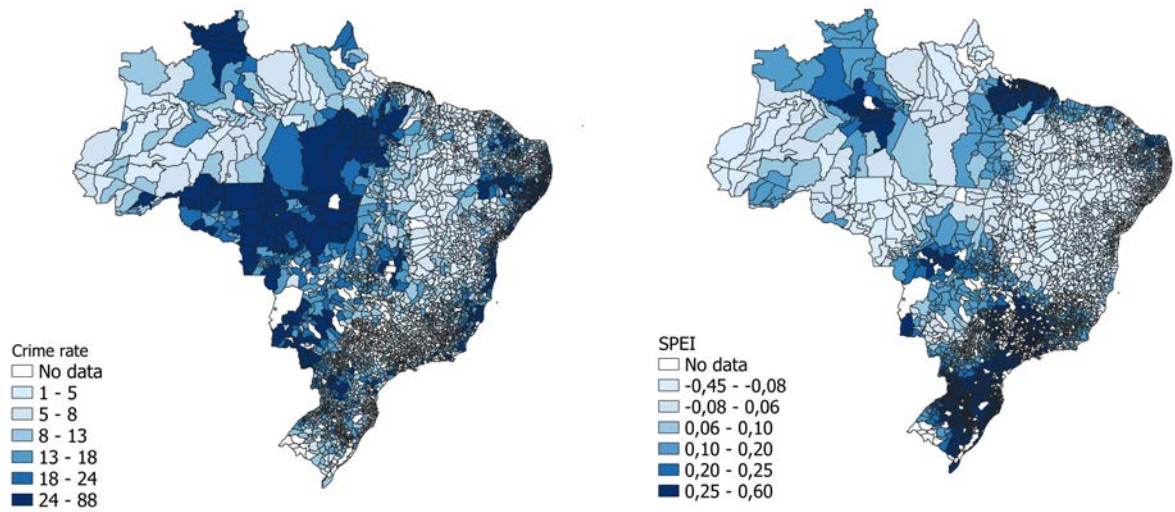 Crime rate
No data
1 - 5
5 - 8
8 - 13
13 - 18
18 - 24
24 - 88
SPEI
No data
-0,45 - -0,08
-0,08 - 0,06
0,06 - 0,10
0,10 - 0,20
0,20 - 0,25
0,25 - 0,60